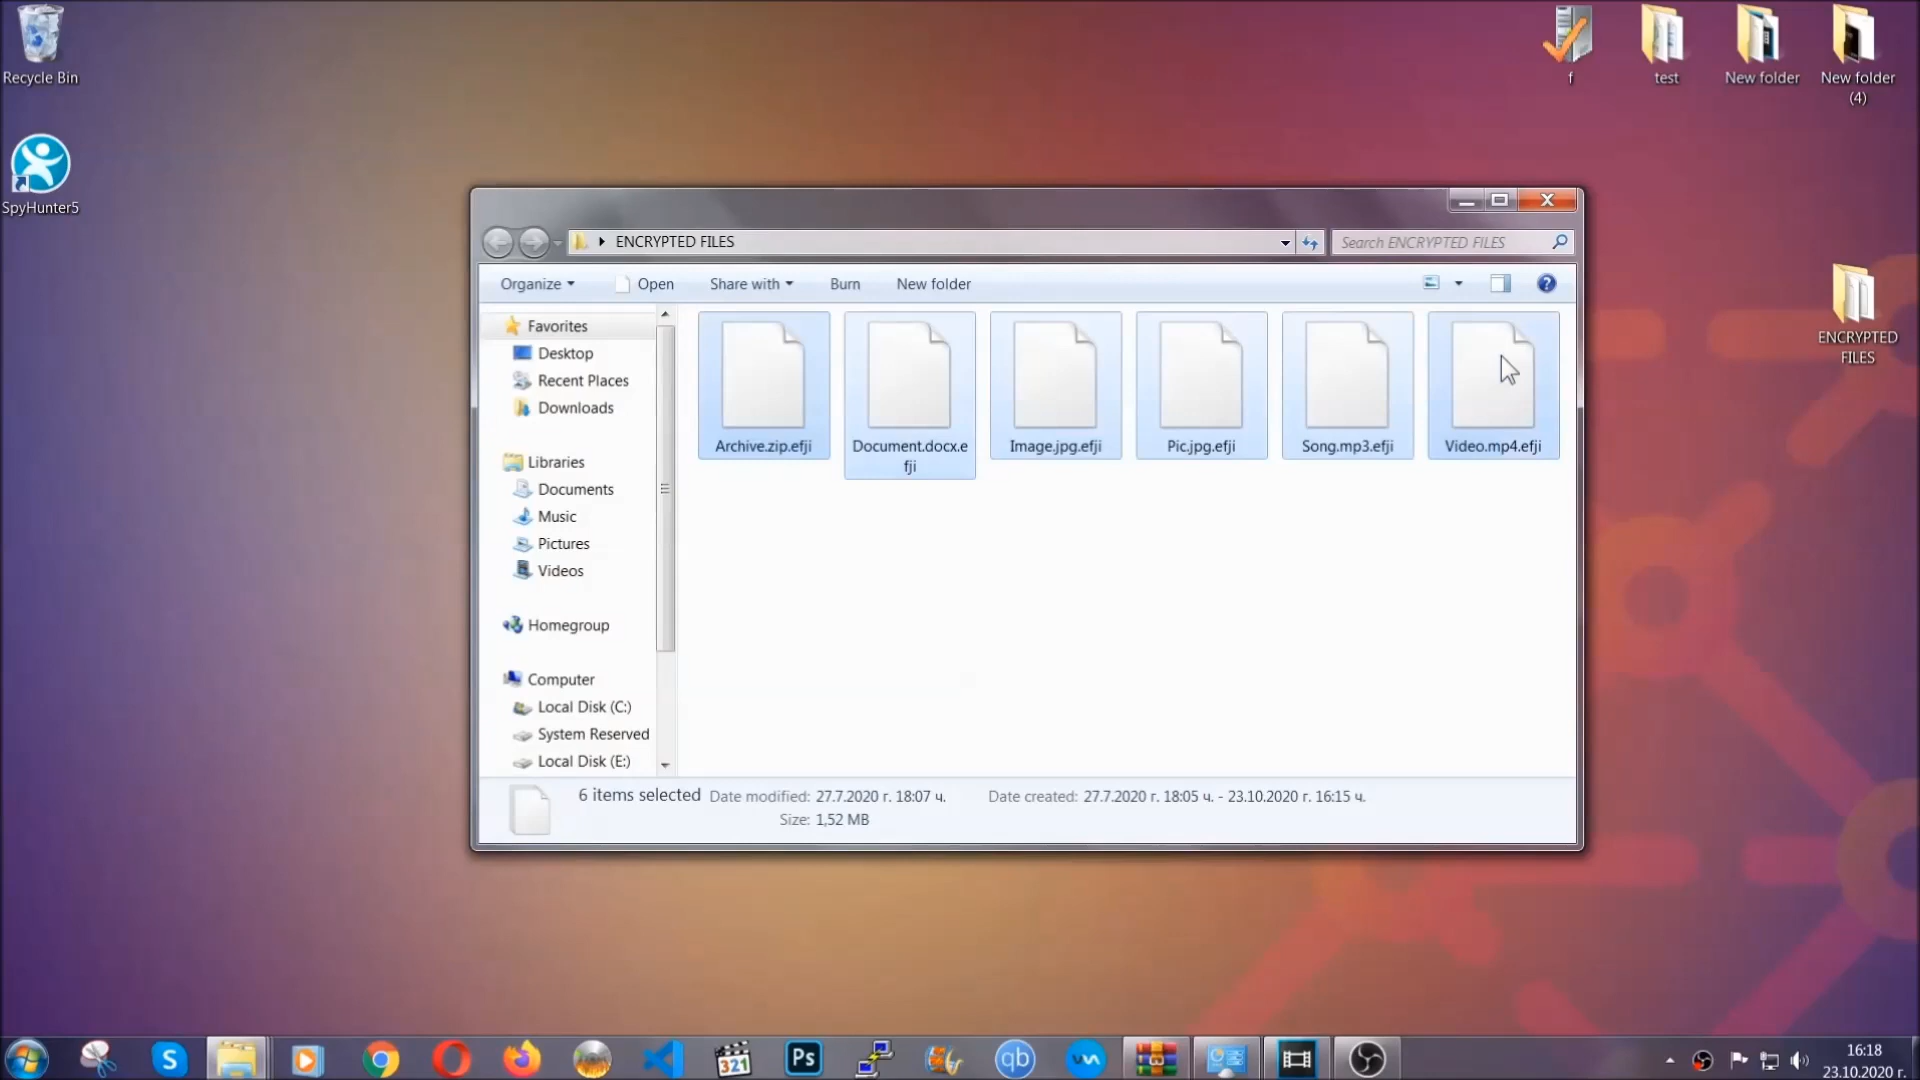 Recycle Bin
SpyHunter5
f
test
New folder
New folder
(4)
ENCRYPTED
FILES
ENCRYPTED FILES
Search ENCRYPTED FILES
Organize
Open
Share with
Burn
New folder
Favorites
Desktop
Recent Places
Downloads
Libraries
Documents
Music
Pictures
Videos
Homegroup
Computer
Local Disk (C:)
System Reserved
Local Disk (E:)
Archive.zip.efji
Document.docx.e
fji
Image.jpg.efji
Pic.jpg.efji
Song.mp3.efji
Video.mp4.efji
6 items selected Date modified: 27.7.2020 г. 18:07 ч. Date created: 27.7.2020 г. 18:05 ч. - 23.10.2020 г. 16:15 ч.
Size: 1,52 MB
S
321
Ps
qb
16:18
23.10.2020 г.